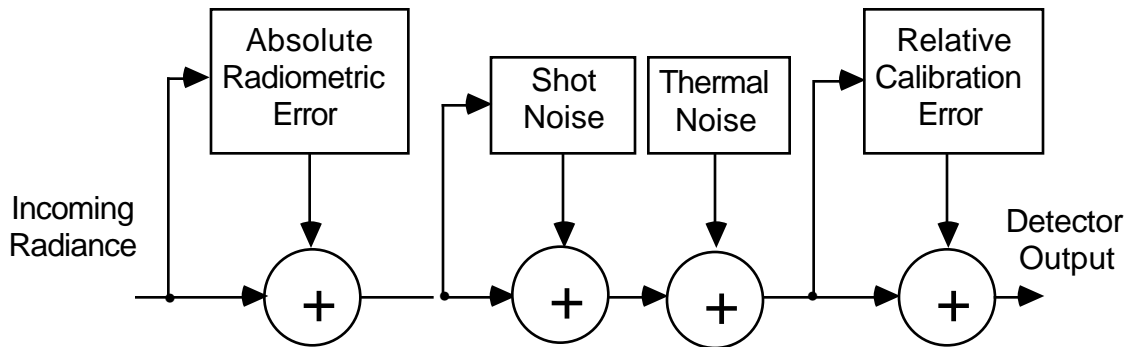 Absolute
Radiometric
Error
Shot
Noise
Thermal
Noise
Relative
Calibration
Error
Incoming
Radiance
Detector
Output
+
+
+
+